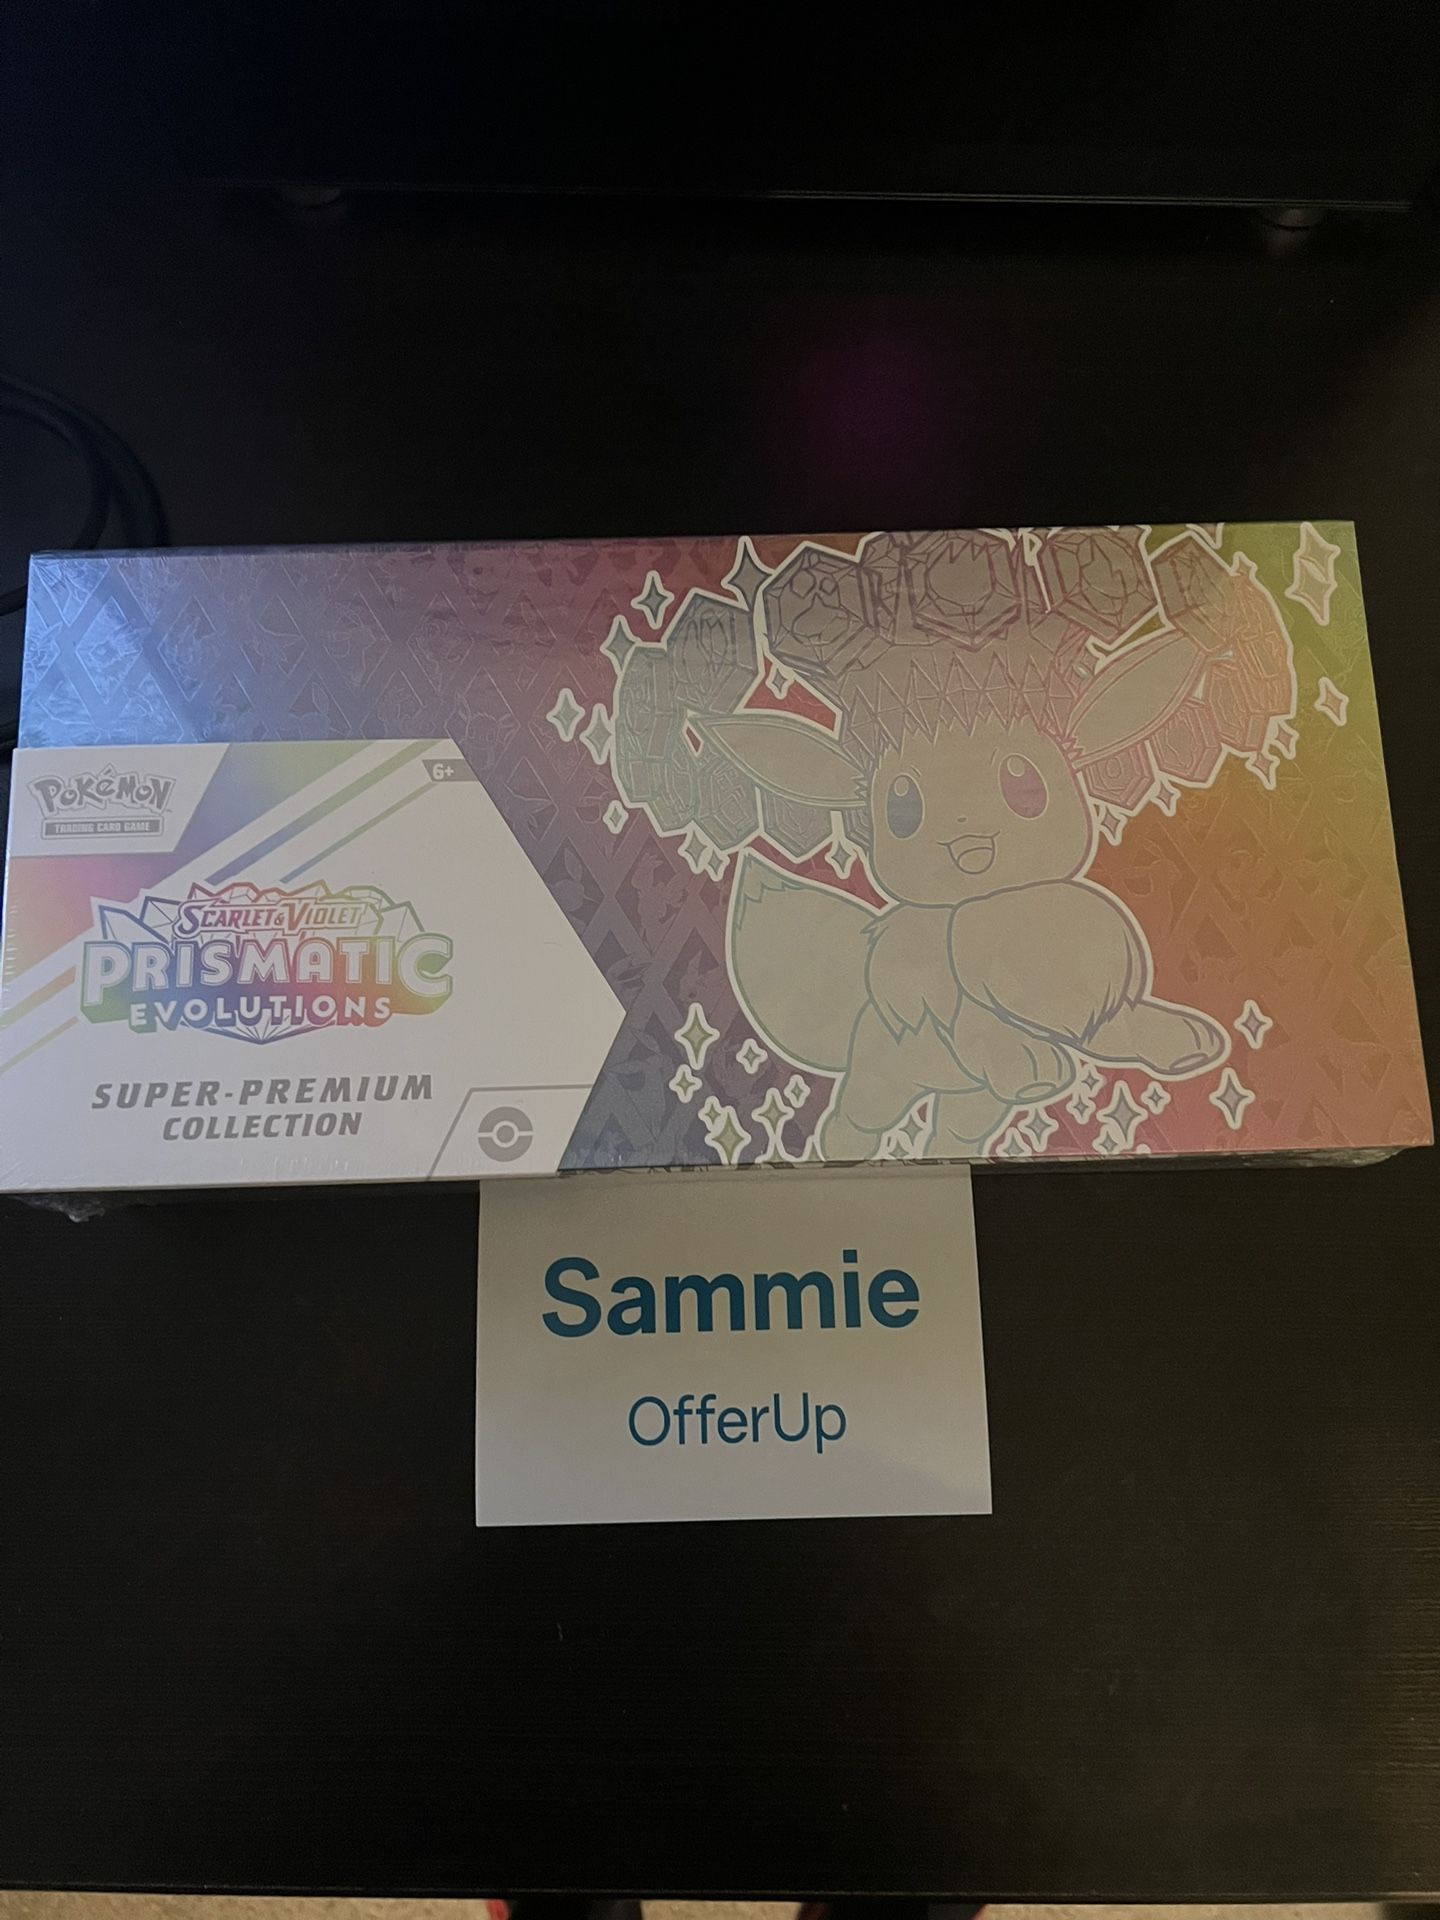 Pokémon
TRADING CARD GAME
6+
SCARLET & VIOLET
PRISMATIC
EVOLUTIONS
SUPER-PREMIUM
COLLECTION
Sammie
OfferUp